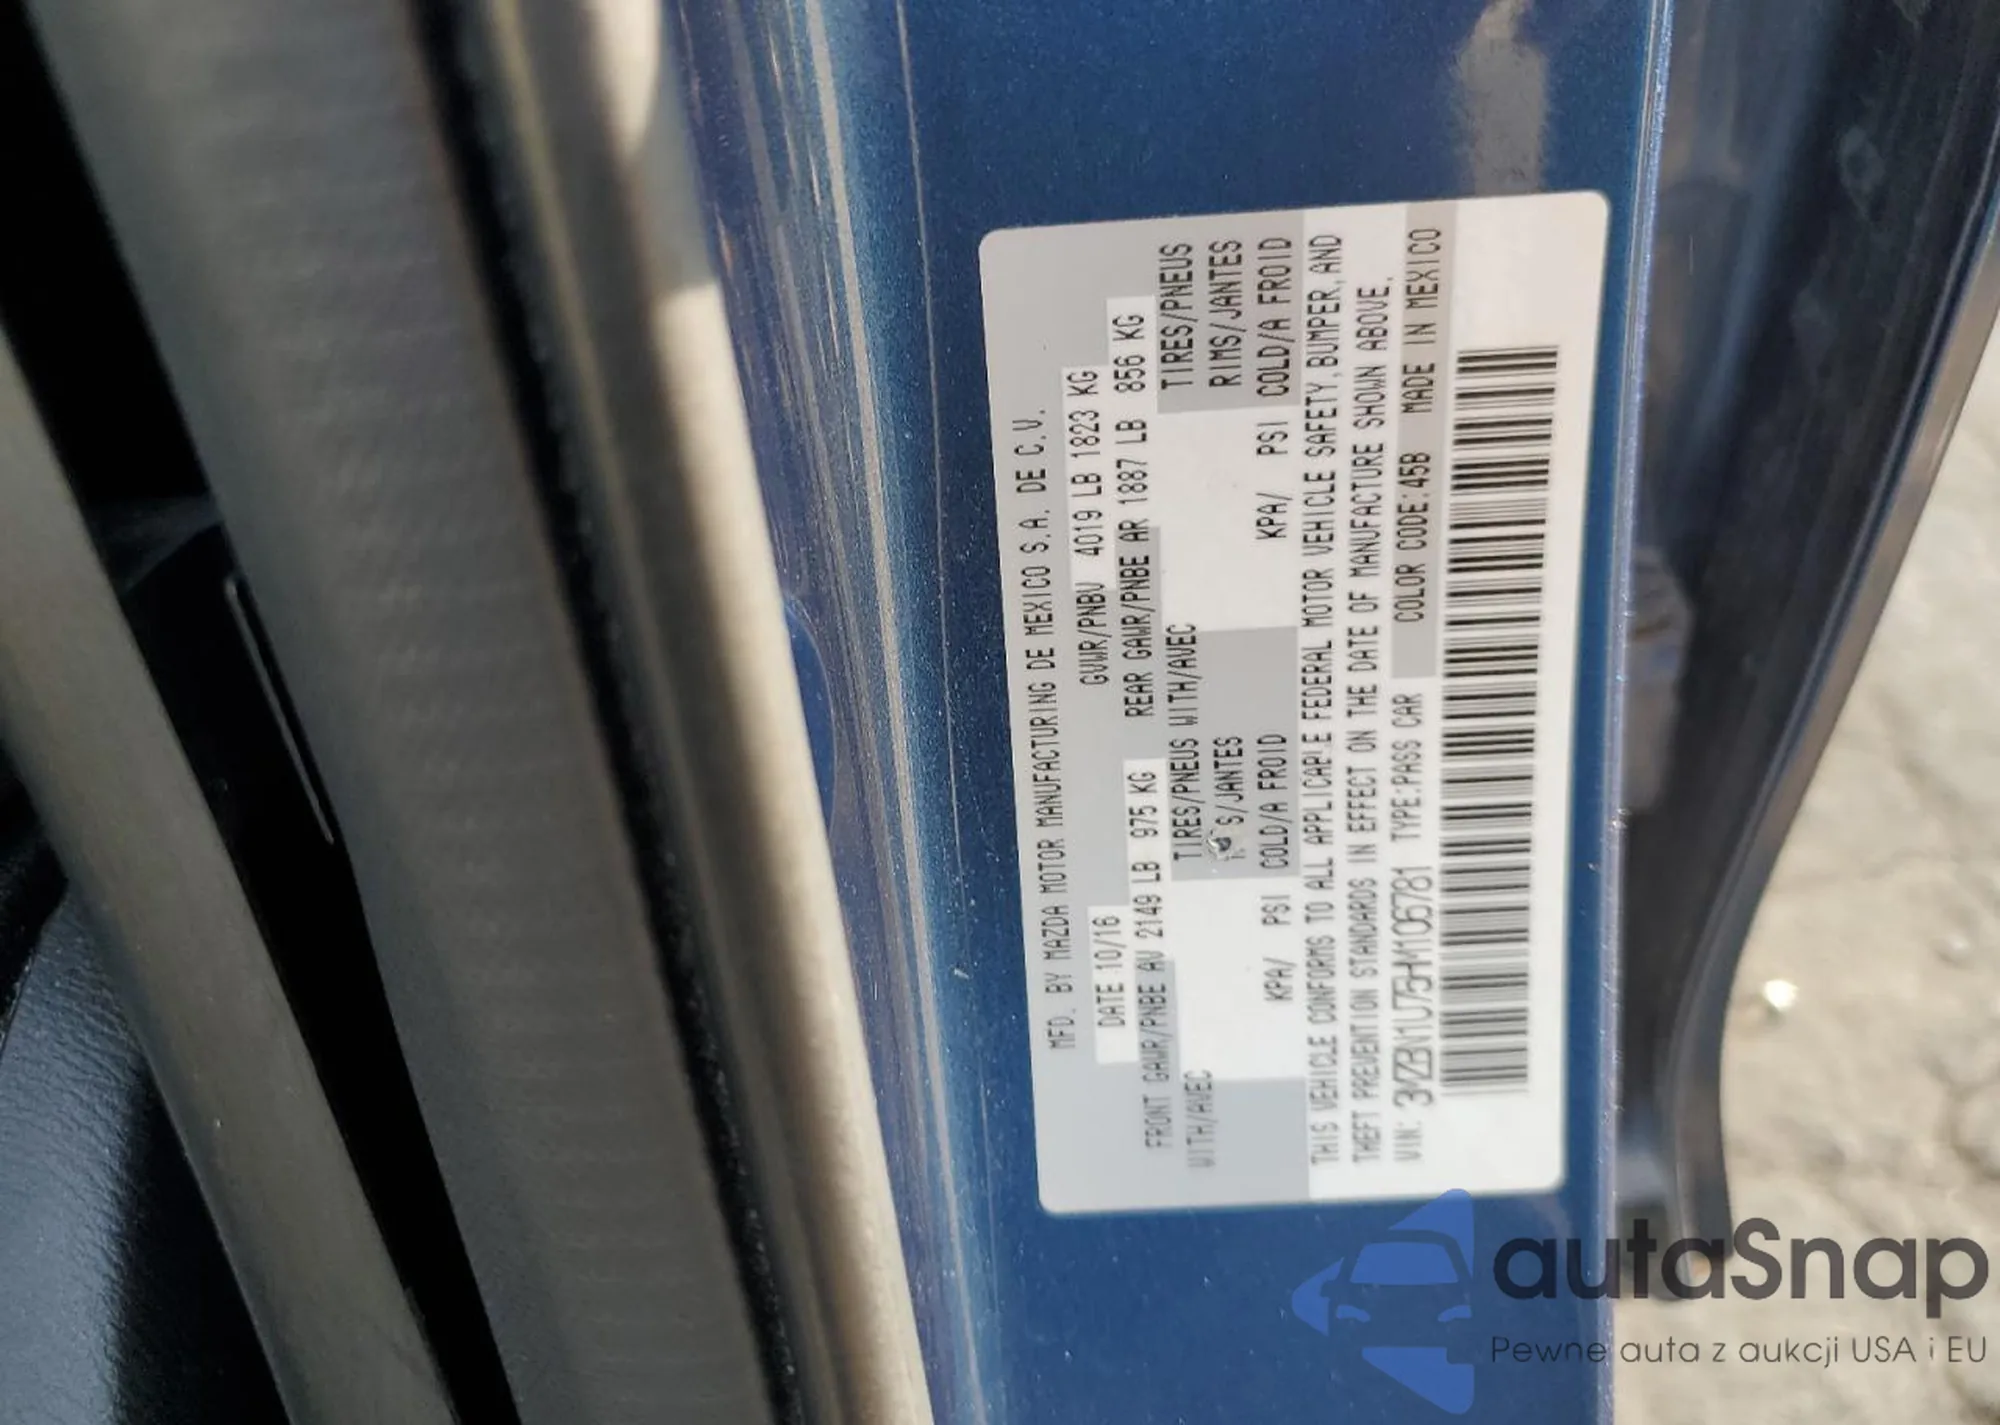 MFD. BY MAZDA MOTOR MANUFACTURING DE MEXICO S.A. DE C.V.
DATE 10/16 GVWR/PNBV 4019 LB 1823 KG
FRONT GAWR/PNBE AV 2149 LB 975 KG REAR GAWR/PNBE AR 1887 LB 856 KG
WITH/AVEC TIRES/PNEUS WITH/AVEC TIRES/PNEUS
S/JANTES RIMS/JANTES
KPA/ PSI COLD/A FROID KPA/ PSI COLD/A FROID
THIS VEHICLE CONFORMS TO ALL APPLICABLE FEDERAL MOTOR VEHICLE SAFETY, BUMPER, AND
THEFT PREVENTION STANDARDS IN EFFECT ON THE DATE OF MANUFACTURE SHOWN ABOVE.
VIN: 3MZBN1U75HM106781 TYPE:PASS CAR COLOR CODE:45B MADE IN MEXICO
autaSnap
Pewne auta z aukcji USA i EU